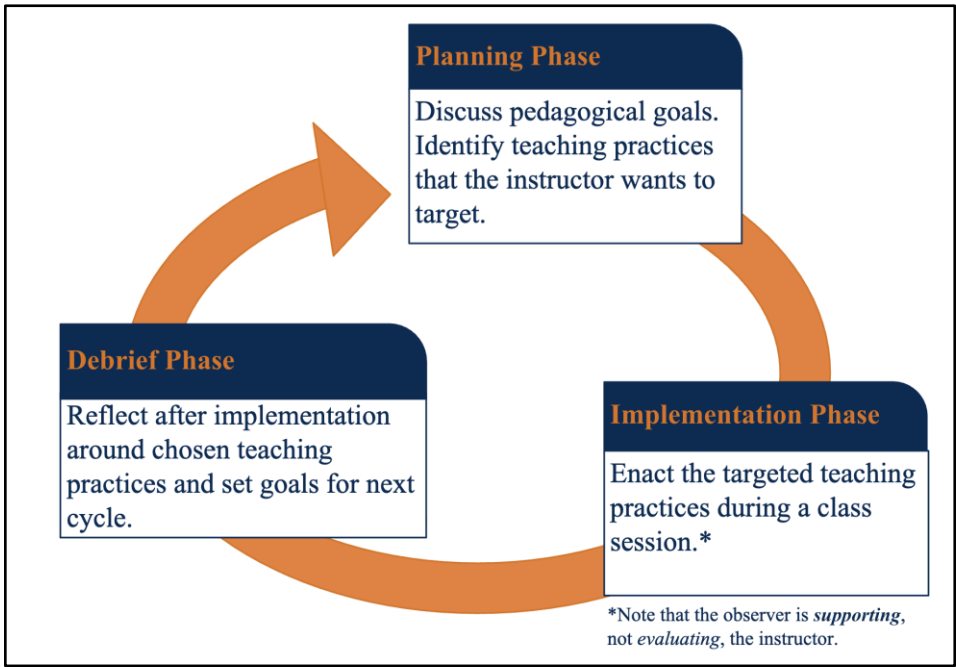 Planning Phase
Discuss pedagogical goals.
Identify teaching practices
that the instructor wants to
target.
Implementation Phase
Enact the targeted teaching
practices during a class
session.*
*Note that the observer is supporting,
not evaluating, the instructor.
Debrief Phase
Reflect after implementation
around chosen teaching
practices and set goals for next
cycle.